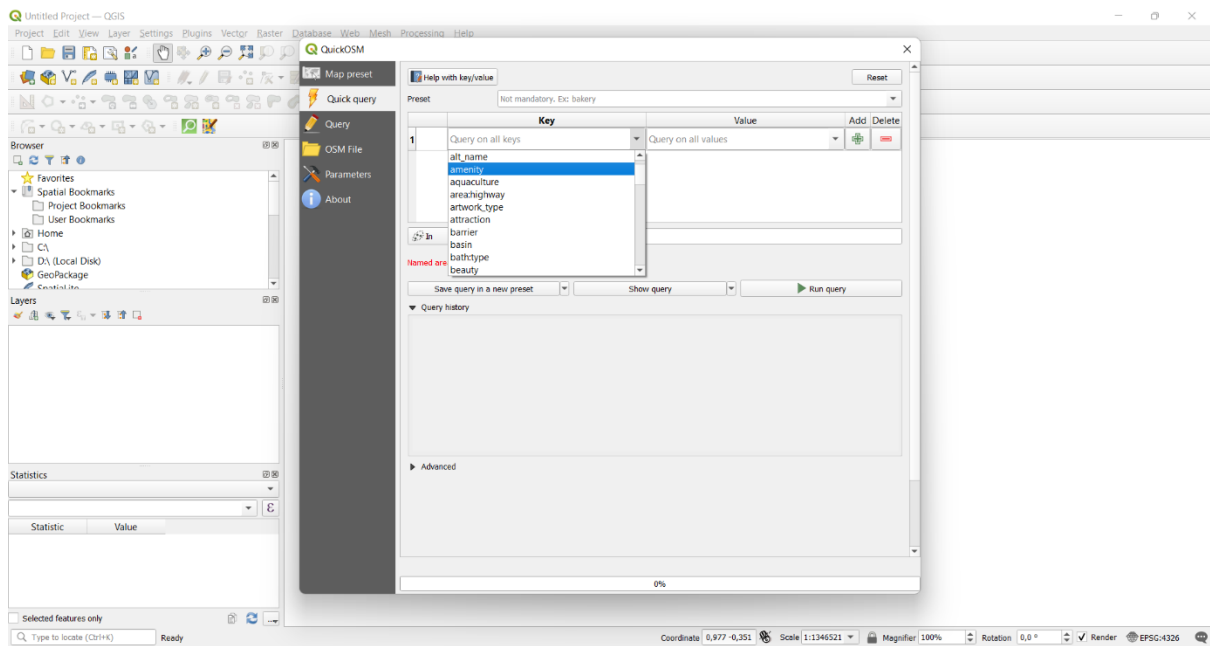 Untitled Project — QGIS
Project Edit View Layer Settings Plugins Vector Raster Database Web Mesh Processing Help
QuickOSM
Map preset
Quick query
Query
OSM File
Parameters
About
Help with key/value
Reset
Preset
Not mandatory. Ex: bakery
Key Value Add Delete
1 Query on all keys Query on all values
alt_name
amenity
aquaculture
area:highway
artwork_type
attraction
barrier
basin
bath:type
beauty
In
Named are
Save query in a new preset Show query Run query
Query history
Advanced
0%
Browser
Favorites
Spatial Bookmarks
Project Bookmarks
User Bookmarks
Home
C:\
D:\ (Local Disk)
GeoPackage
SpatiaLite
Layers
Statistics
ε
Statistic Value
Selected features only
Type to locate (Ctrl+K) Ready Coordinate 0,977 -0,351 Scale 1:1346521 Magnifier 100% Rotation 0,0 ° Render EPSG:4326